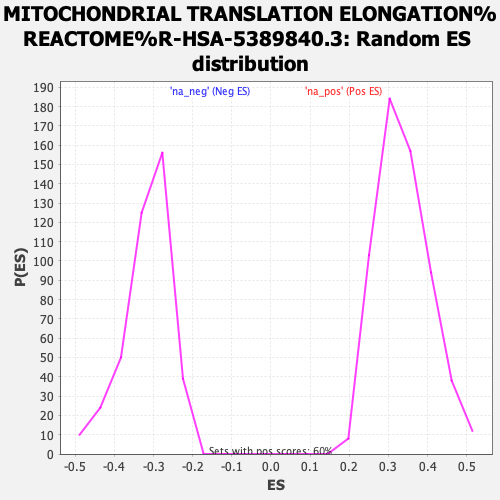 MITOCHONDRIAL TRANSLATION ELONGATION%
REACTOME%R-HSA-5389840.3: Random ES
distribution
'na_neg' (Neg ES) 'na_pos' (Pos ES)
190
180
170
160
150
140
130
120
110
100
90
80
70
60
50
40
30
20
10
0
P(ES)
Sets with pos scores: 60%
-0.5 -0.4 -0.3 -0.2 -0.1 0.0 0.1 0.2 0.3 0.4 0.5
ES